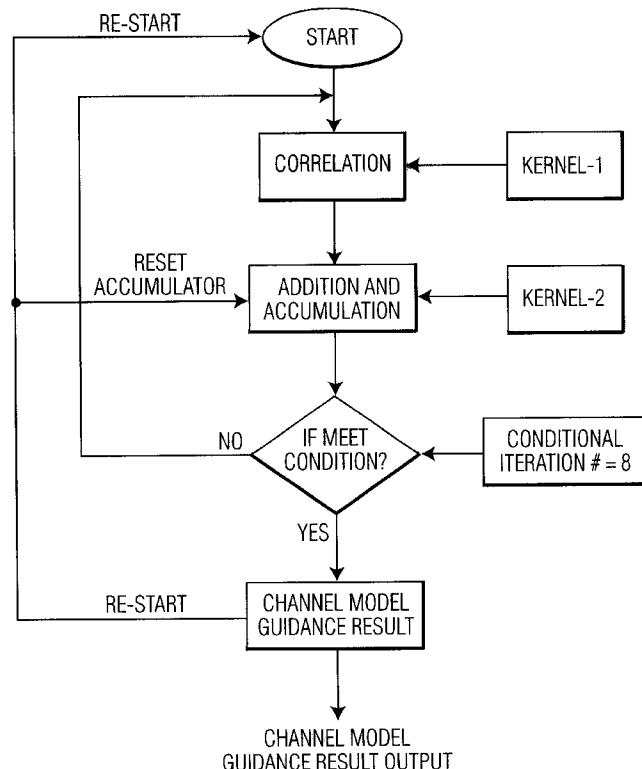 RE-START
START
CORRELATION
KERNEL-1
RESET
ACCUMULATOR
ADDITION AND
ACCUMULATION
KERNEL-2
NO
IF MEET
CONDITION?
CONDITIONAL
ITERATION # = 8
YES
RE-START
CHANNEL MODEL
GUIDANCE RESULT
CHANNEL MODEL
GUIDANCE RESULT OUTPUT